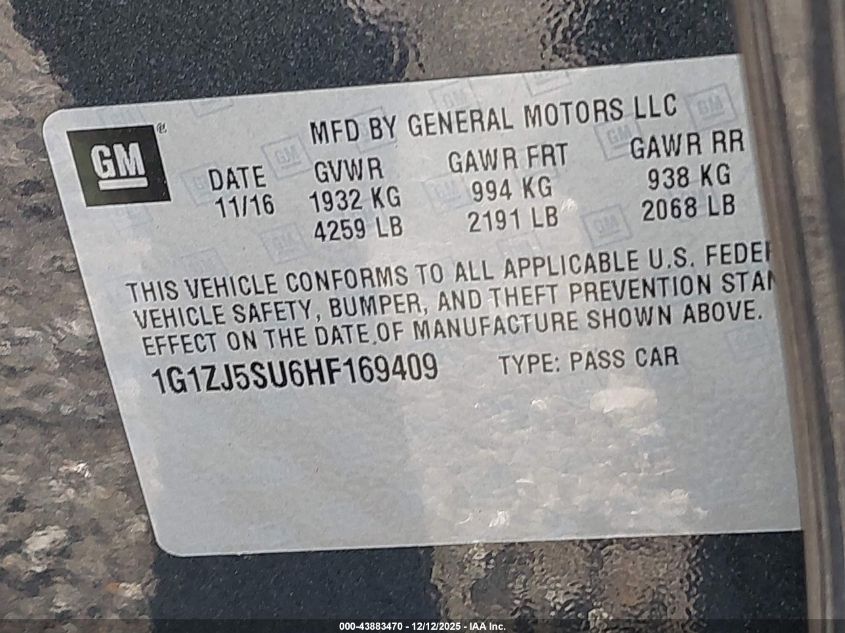 GM ®
MFD BY GENERAL MOTORS LLC
DATE GVWR GAWR FRT GAWR RR
11/16 1932 KG 994 KG 938 KG
4259 LB 2191 LB 2068 LB
THIS VEHICLE CONFORMS TO ALL APPLICABLE U.S.
VEHICLE SAFETY, BUMPER, AND THEFT PREVENTION
EFFECT ON THE DATE OF MANUFACTURE SHOWN ABOVE.
1G1ZJ5SU6HF169409 TYPE: PASS CAR
000-43883470 - 12/12/2025 - IAA Inc.